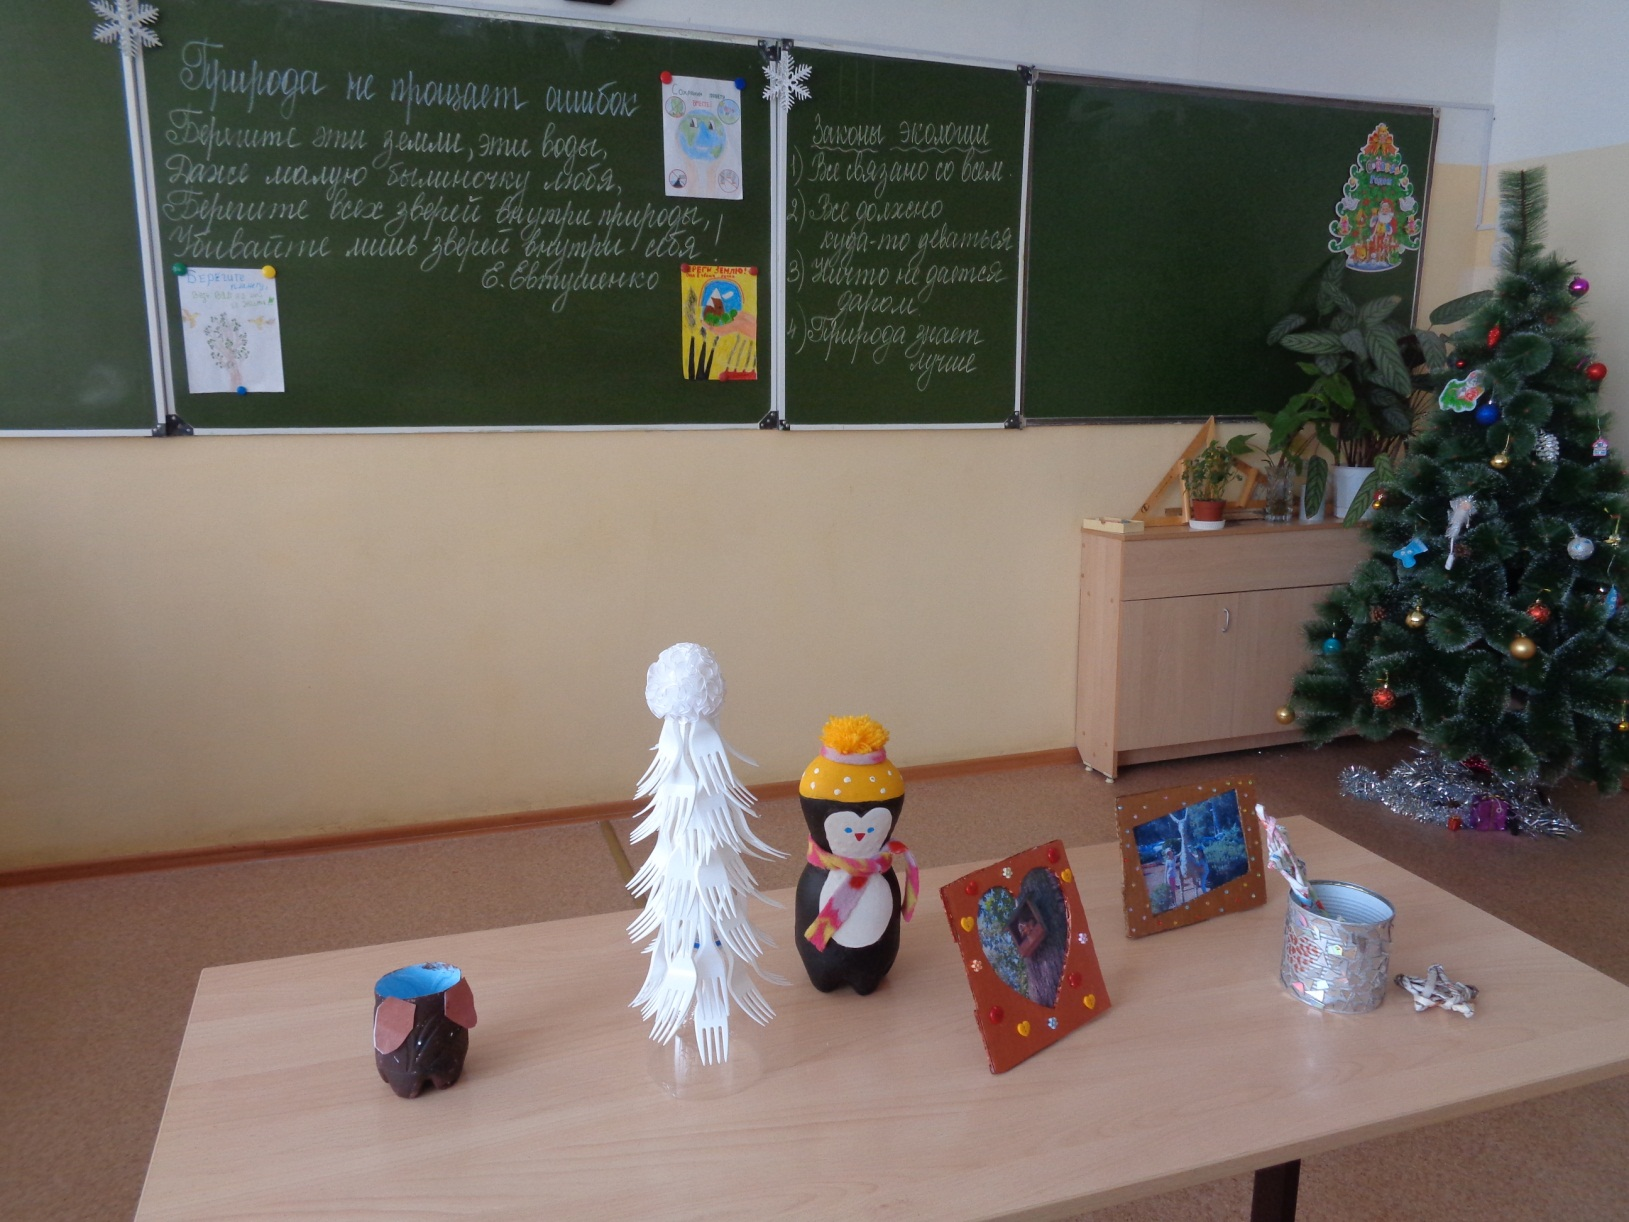 Природа не прощает ошибок
Берегите эти земли, эти воды,
Даже малую былиночку любя,
Берегите всех зверей внутри природы,
Убивайте лишь зверей внутри себя!
Е. Евтушенко
Берегите
БЕРЕГИ ЗЕМЛЮ!
Законы экологии
1) Все связано со всем.
2) Все должно
куда-то деваться
3) Ничто не дается
даром.
4) Природа знает
лучше